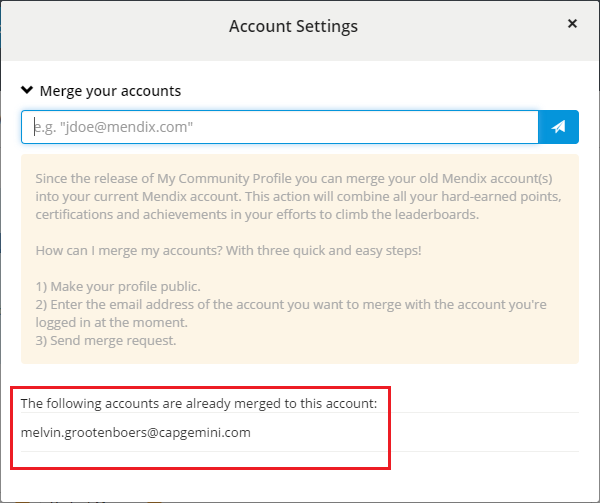 Account Settings
×
Merge your accounts
e.g. "jdoe@mendix.com"
Since the release of My Community Profile you can merge your old Mendix account(s)
into your current Mendix account. This action will combine all your hard-earned points,
certifications and achievements in your efforts to climb the leaderboards.
How can I merge my accounts? With three quick and easy steps!
1) Make your profile public.
2) Enter the email address of the account you want to merge with the account you're
logged in at the moment.
3) Send merge request.
The following accounts are already merged to this account:
melvin.grootenboers@capgemini.com